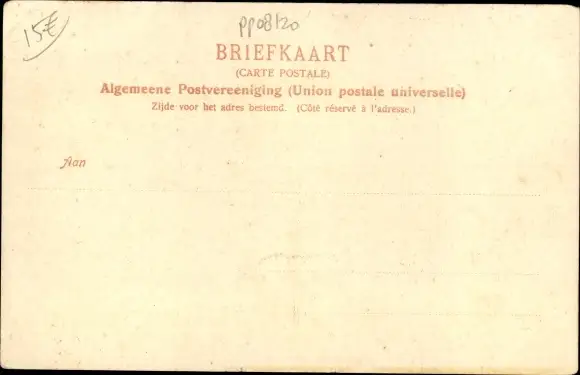 15€
pp08120
BRIEFKAART
(CARTE POSTALE)
Algemeene Postvereeniging (Union postale universelle)
Zijde voor het adres bestemd. (Côté réservé à l'adresse.)
Aan